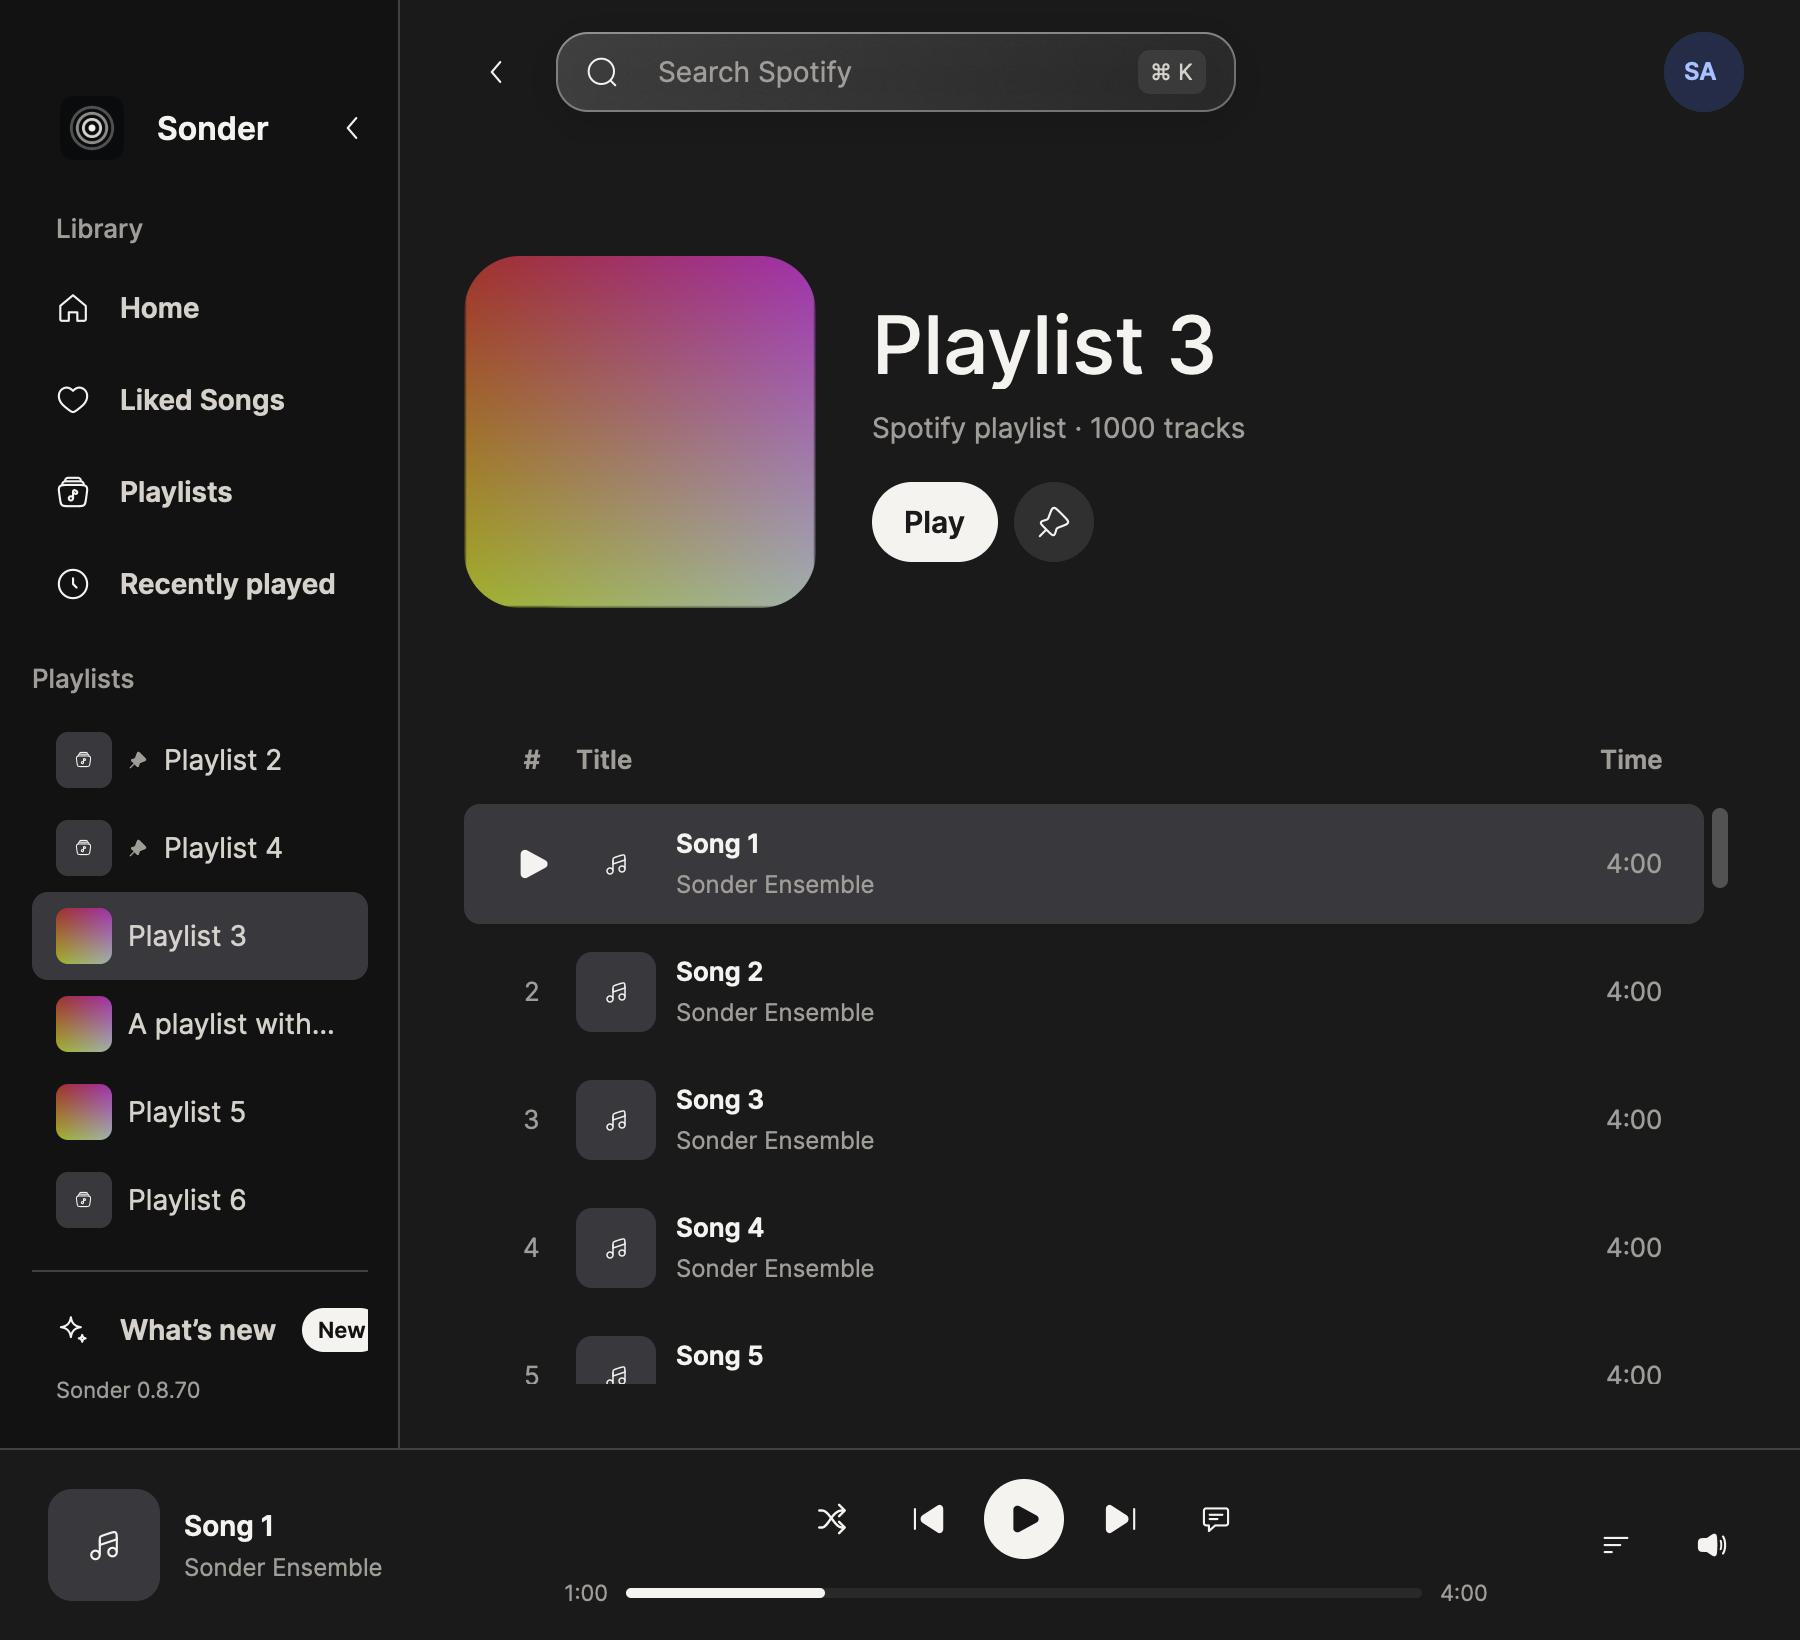 Search Spotify
⌘ K
SA
Sonder
Library
Home
Liked Songs
Playlists
Recently played
Playlists
Playlist 2
Playlist 4
Playlist 3
A playlist with...
Playlist 5
Playlist 6
What's new
New
Sonder 0.8.70
Playlist 3
Spotify playlist · 1000 tracks
Play
# Title Time
Song 1
Sonder Ensemble
4:00
2
Song 2
Sonder Ensemble
4:00
3
Song 3
Sonder Ensemble
4:00
4
Song 4
Sonder Ensemble
4:00
5
Song 5
4:00
Song 1
Sonder Ensemble
1:00
4:00